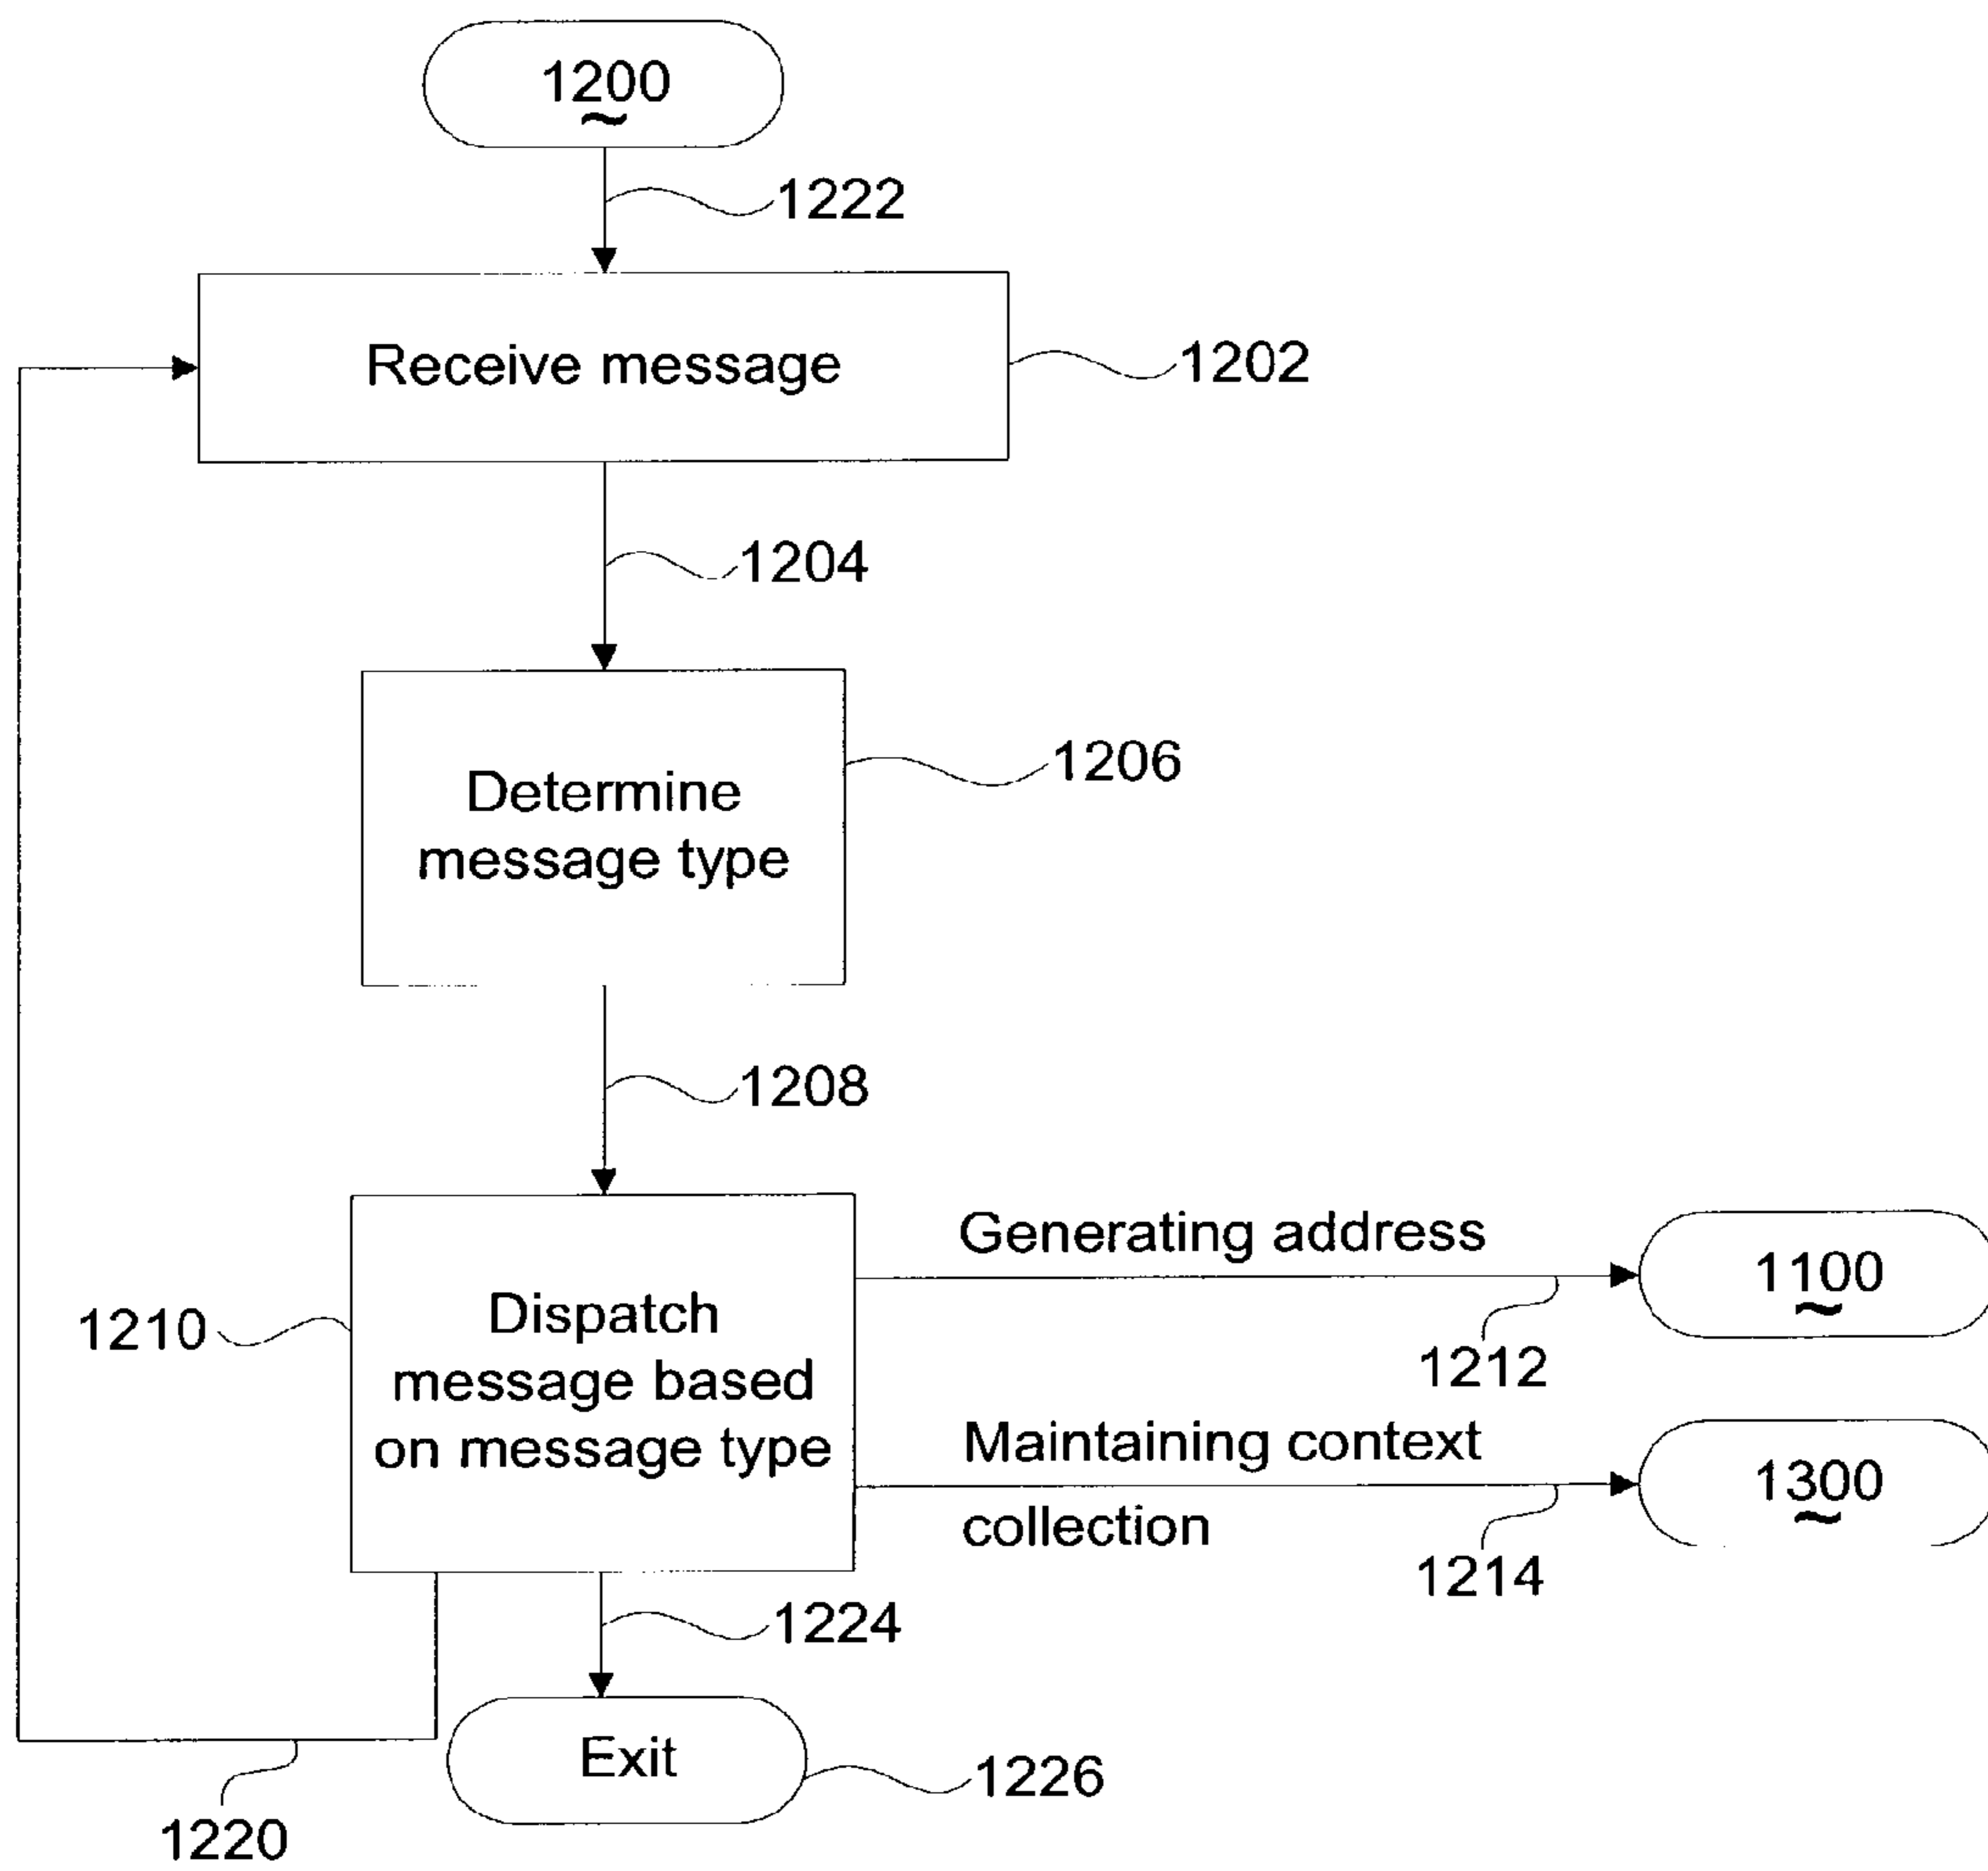 1200
1222
Receive message
1202
1204
Determine
message type
1206
1208
1210
Dispatch
message based
on message type
Generating address
1100
1212
Maintaining context
collection
1300
1214
1224
Exit
1226
1220